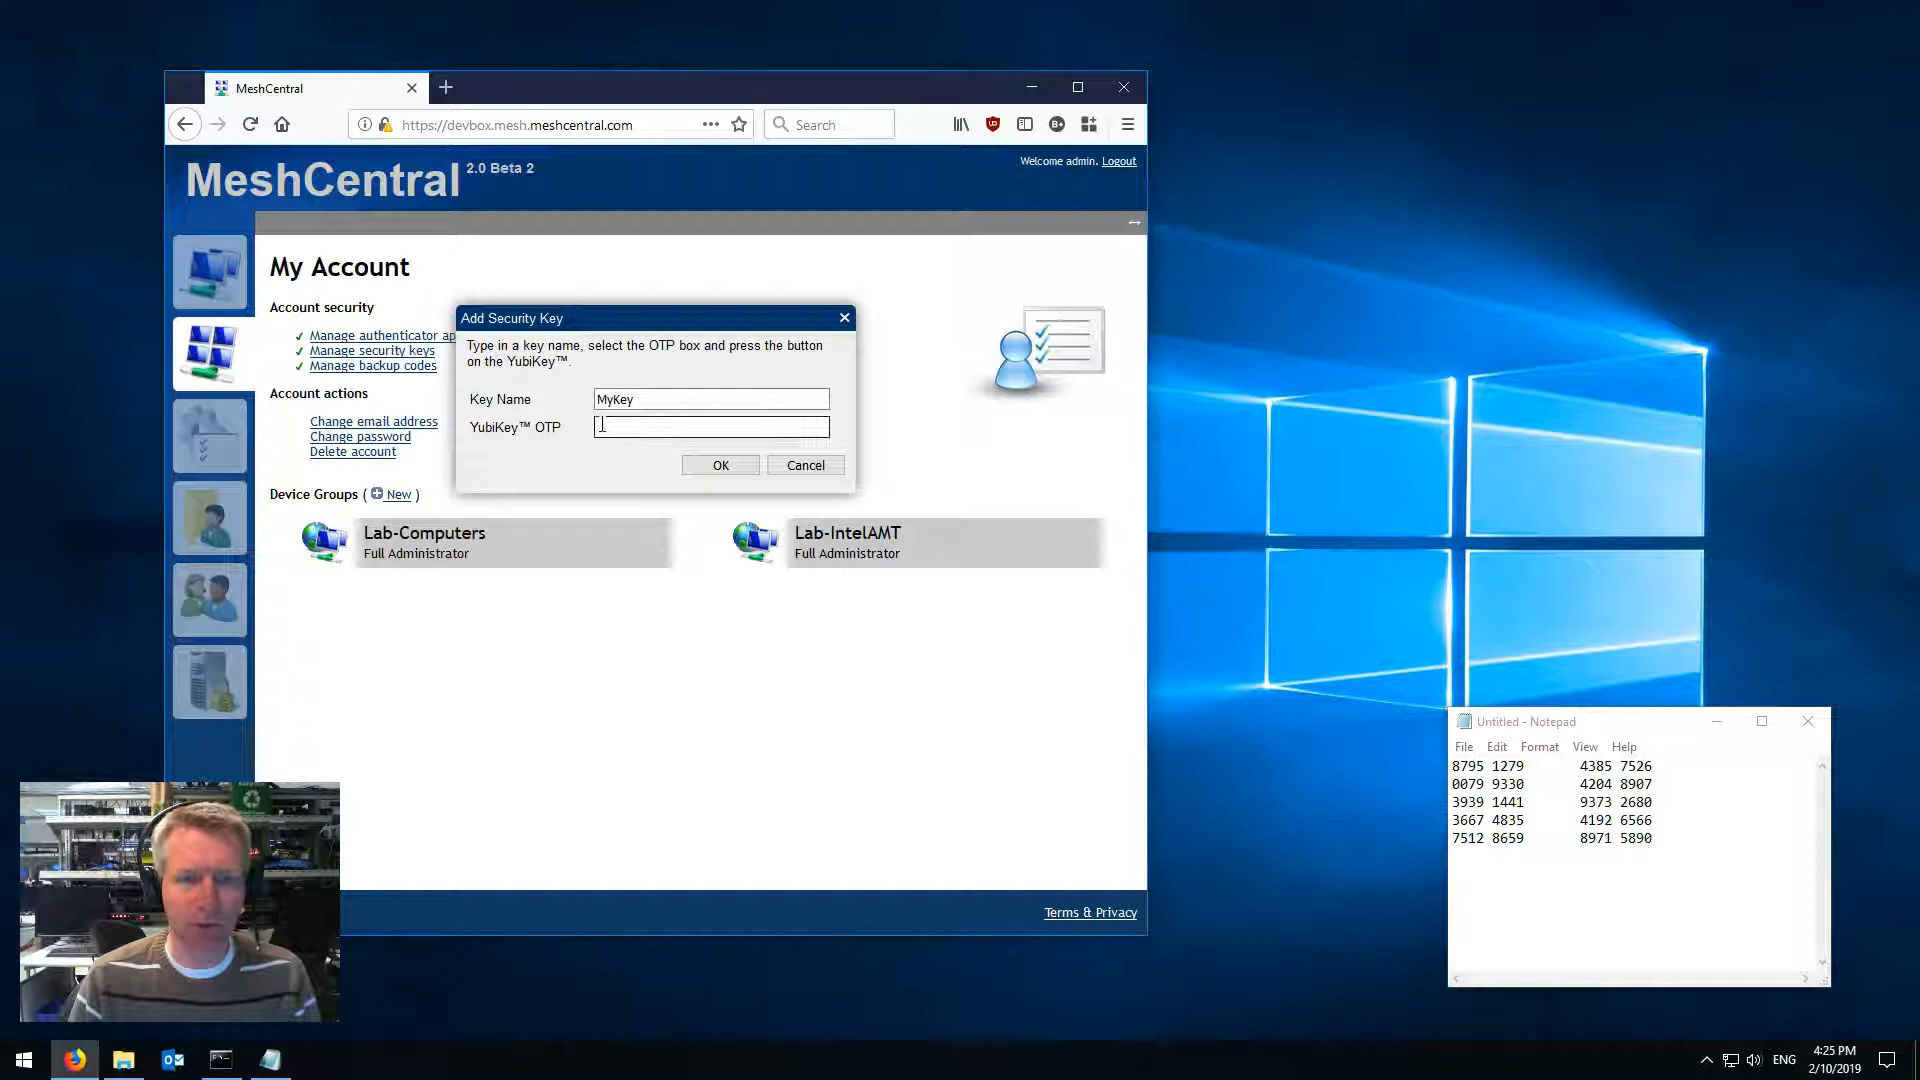 MeshCentral
https://devbox.mesh.meshcentral.com
Search
MeshCentral 2.0 Beta 2
Welcome admin. Logout
My Account
Account security
Manage authenticator ap
Manage security keys
Manage backup codes
Account actions
Change email address
Change password
Delete account
Device Groups ( New )
Lab-Computers
Full Administrator
Lab-IntelAMT
Full Administrator
Add Security Key
Type in a key name, select the OTP box and press the button
on the YubiKey™.
Key Name MyKey
YubiKey™ OTP
OK Cancel
Terms & Privacy
Untitled - Notepad
File Edit Format View Help
8795 1279 4385 7526
0079 9330 4204 8907
3939 1441 9373 2680
3667 4835 4192 6566
7512 8659 8971 5890
ENG
4:25 PM
2/10/2019